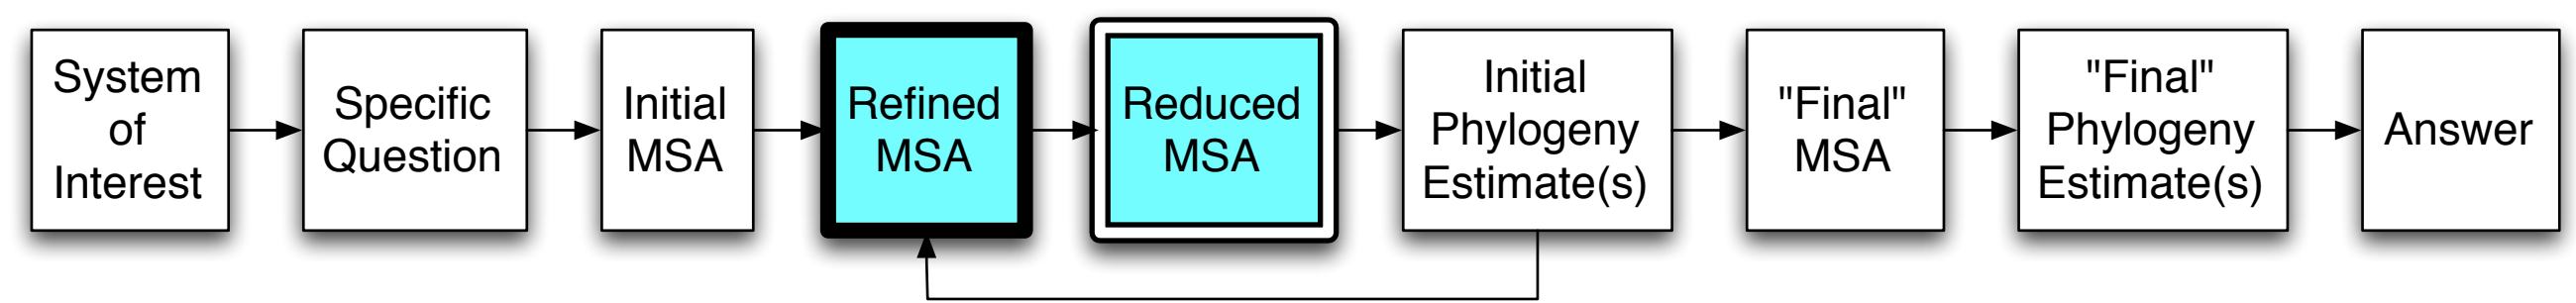 System
of
Interest
Specific
Question
Initial
MSA
Refined
MSA
Reduced
MSA
Initial
Phylogeny
Estimate(s)
"Final"
MSA
"Final"
Phylogeny
Estimate(s)
Answer